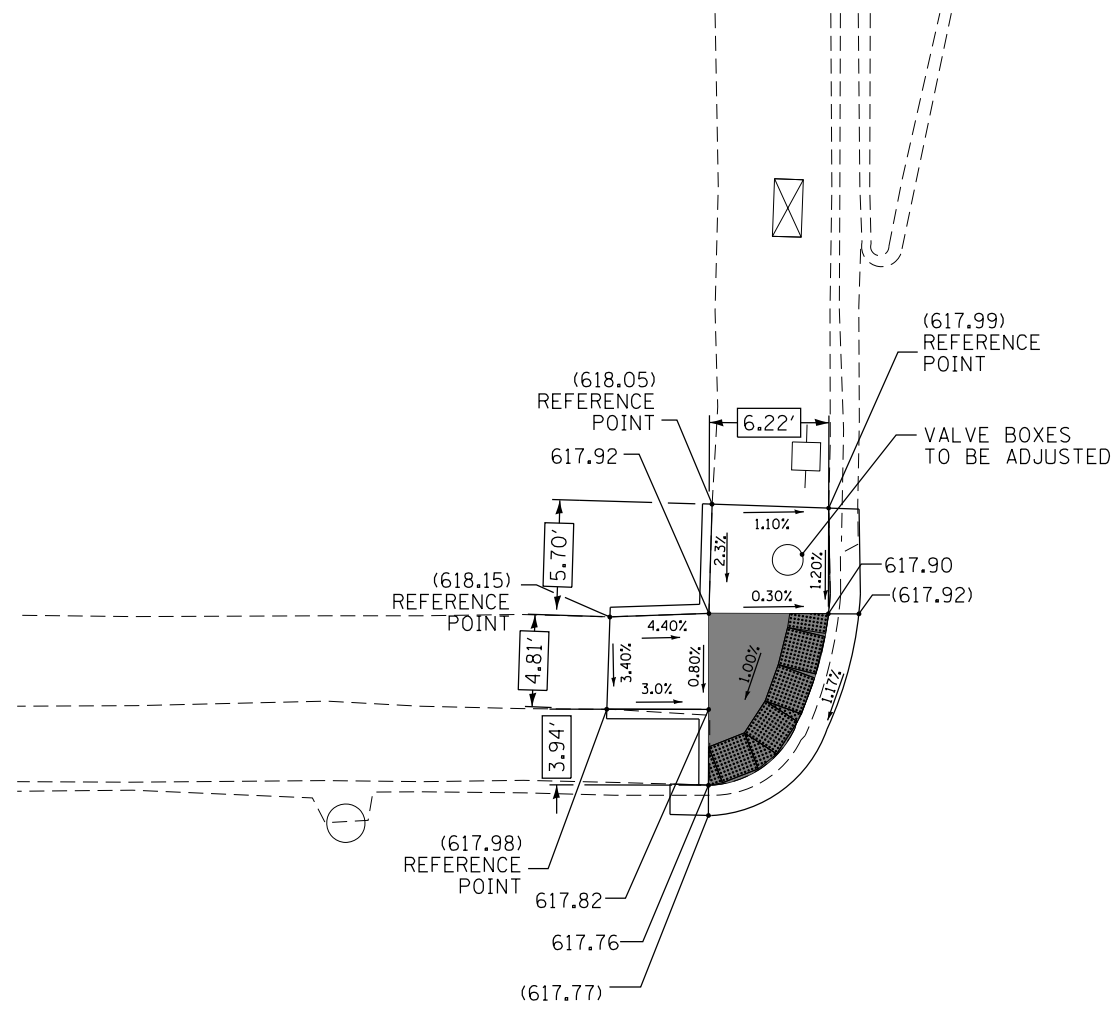 (617.99)
REFERENCE
POINT
(618.05)
REFERENCE
POINT
6.22'
VALVE BOXES
TO BE ADJUSTED
617.92
1.10%
5.70'
2.3%
1.20%
617.90
(618.15)
REFERENCE
POINT
0.30%
(617.92)
4.40%
4.81'
3.40%
0.80%
1.00%
3.0%
1.17%
3.94'
(617.98)
REFERENCE
POINT
617.82
617.76
(617.77)